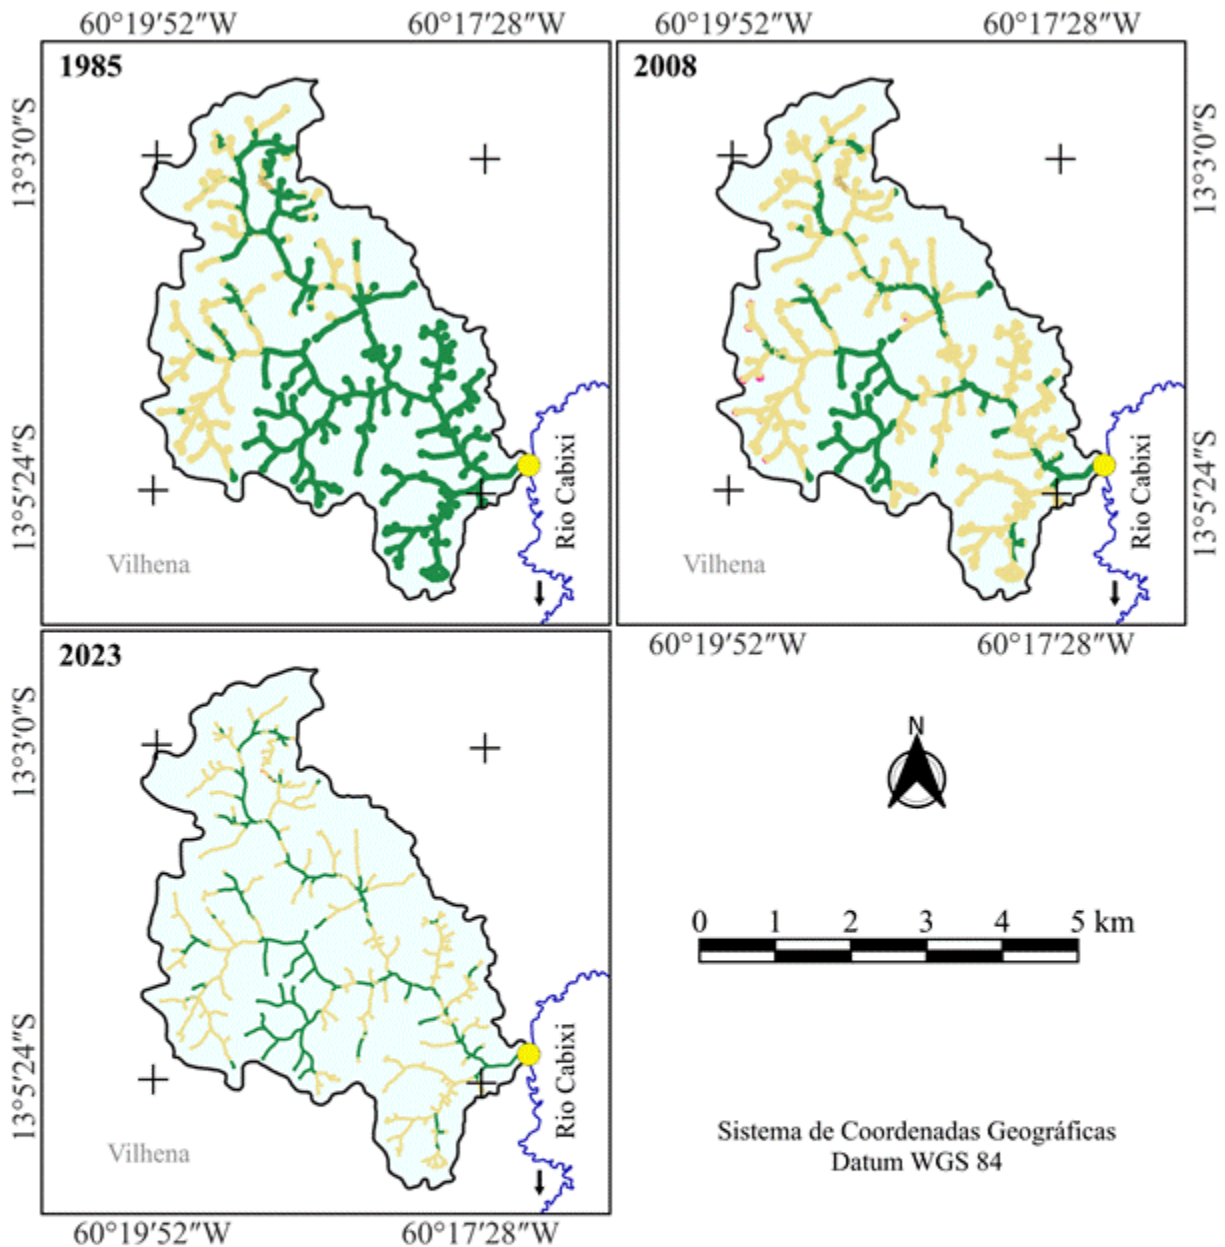 60°19′52″W 60°17′28″W 60°19′52″W 60°17′28″W
1985
2008
13°3′0″S
13°3′0″S
13°5′24″S
13°5′24″S
Rio Cabixi
Rio Cabixi
Vilhena
Vilhena
60°19′52″W 60°17′28″W
2023
13°3′0″S
N
0 1 2 3 4 5 km
13°5′24″S
Rio Cabixi
Vilhena
Sistema de Coordenadas Geográficas
Datum WGS 84
60°19′52″W 60°17′28″W